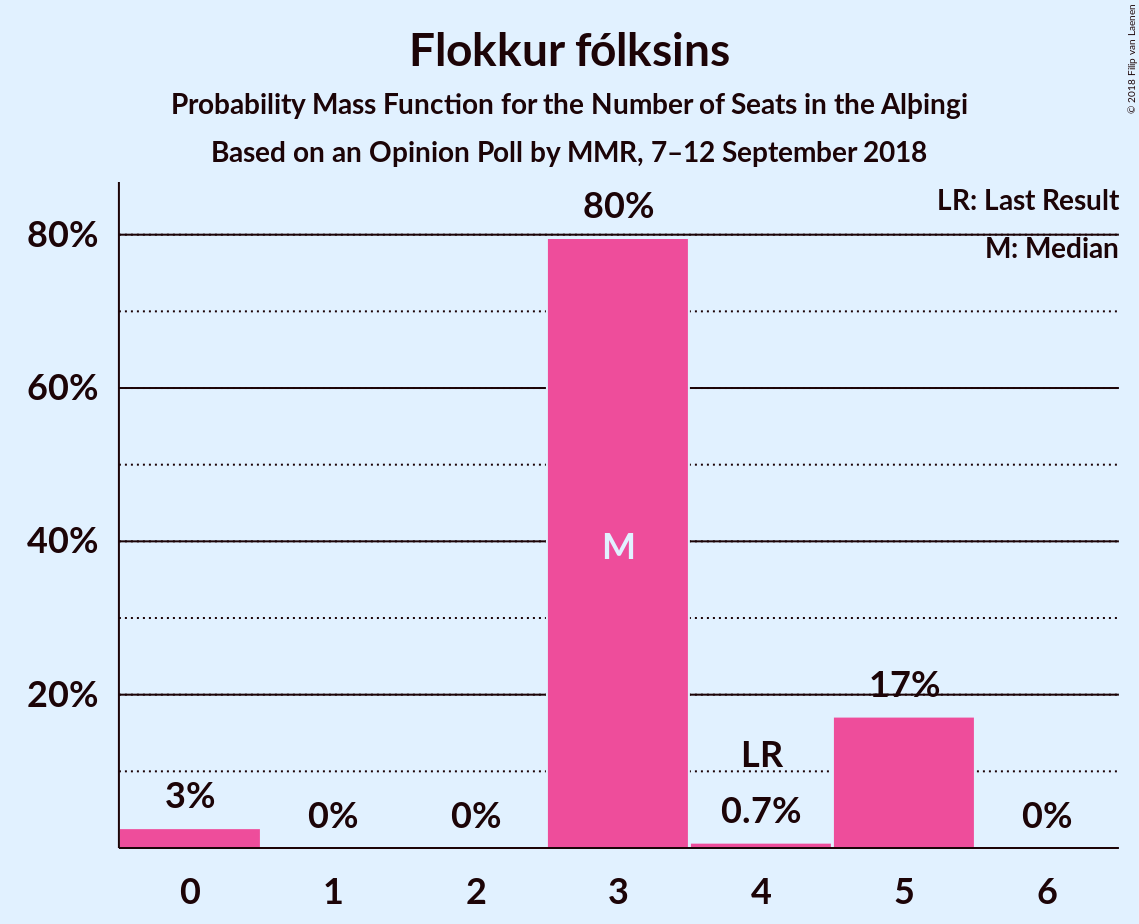 Flokkur fólksins
Probability Mass Function for the Number of Seats in the Alþingi
Based on an Opinion Poll by MMR, 7–12 September 2018
© 2018 Filip van Laenen
LR: Last Result
M: Median
80%
60%
40%
20%
3%
0%
0%
80%
M
LR
0.7%
17%
0%
0
1
2
3
4
5
6